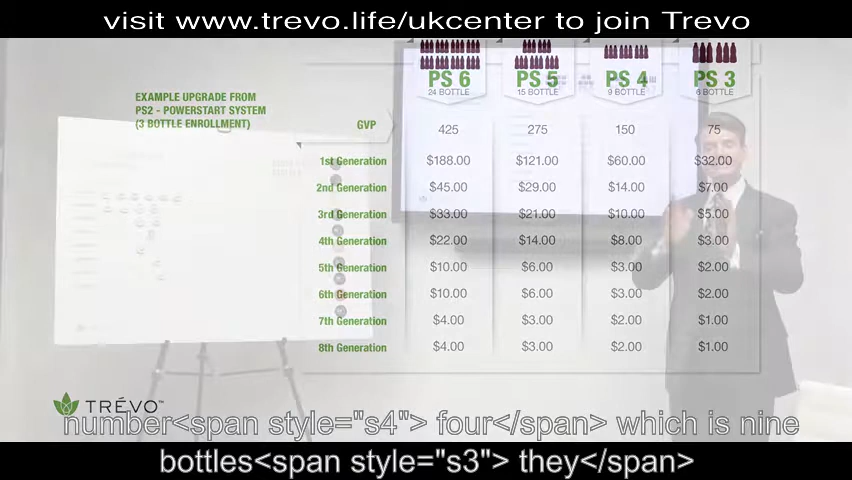 visit www.trevo.life/ukcenter to join Trevo
PS 6 PS 5 PS 4 PS 3
24 BOTTLE 15 BOTTLE 9 BOTTLE 6 BOTTLE
EXAMPLE UPGRADE FROM
PS2 - POWERSTART SYSTEM
(3 BOTTLE ENROLLMENT)
GVP 425 275 150 75
1st Generation $188.00 $121.00 $60.00 $32.00
2nd Generation $45.00 $29.00 $14.00 $7.00
3rd Generation $33.00 $21.00 $10.00 $5.00
4th Generation $22.00 $14.00 $8.00 $3.00
5th Generation $10.00 $6.00 $3.00 $2.00
6th Generation $10.00 $6.00 $3.00 $2.00
7th Generation $4.00 $3.00 $2.00 $1.00
8th Generation $4.00 $3.00 $2.00 $1.00
TRÉVO™
number<span style="s4"> four</span> which is nine
bottles<span style="s3"> they</span>